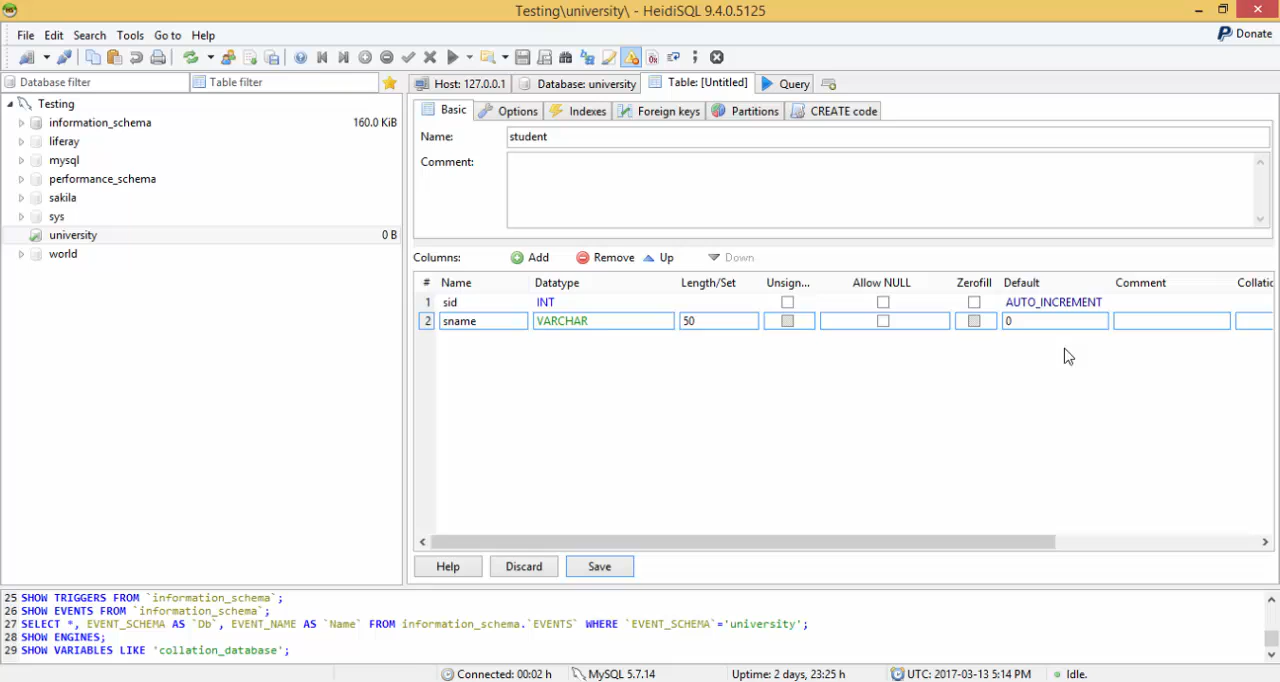 Testing\university\ - HeidiSQL 9.4.0.5125
File Edit Search Tools Go to Help
Donate
Database filter
Table filter
Host: 127.0.0.1
Database: university
Table: [Untitled]
Query
Testing
information_schema 160.0 KiB
liferay
mysql
performance_schema
sakila
sys
university 0 B
world
Basic
Options
Indexes
Foreign keys
Partitions
CREATE code
Name: student
Comment:
Columns: Add Remove Up Down
# Name Datatype Length/Set Unsign... Allow NULL Zerofill Default Comment Collatic
1 sid INT AUTO_INCREMENT
2 sname VARCHAR 50 0
Help Discard Save
25 SHOW TRIGGERS FROM `information_schema`;
26 SHOW EVENTS FROM `information_schema`;
27 SELECT *, EVENT_SCHEMA AS `Db`, EVENT_NAME AS `Name` FROM information_schema.`EVENTS` WHERE `EVENT_SCHEMA`='university';
28 SHOW ENGINES;
29 SHOW VARIABLES LIKE 'collation_database';
Connected: 00:02 h
MySQL 5.7.14
Uptime: 2 days, 23:25 h
UTC: 2017-03-13 5:14 PM
Idle.